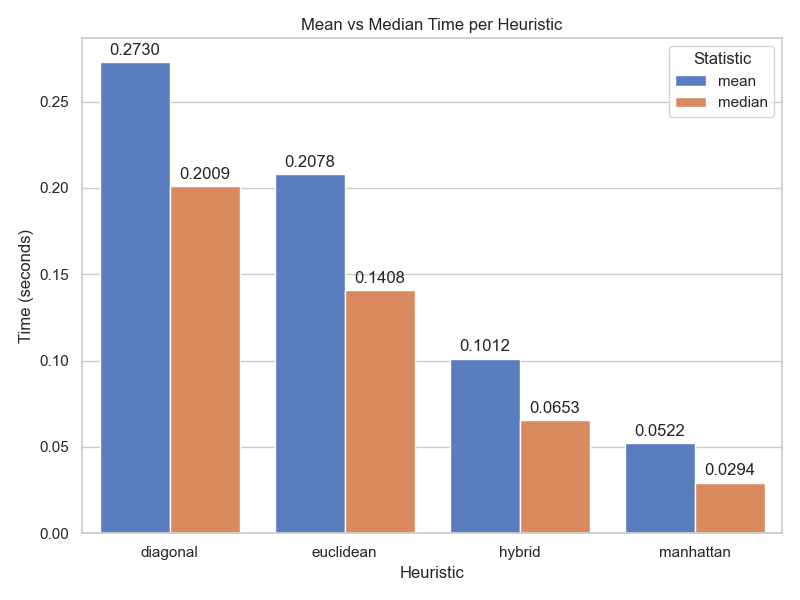 Mean vs Median Time per Heuristic
Statistic
mean
median
0.2730
0.2009
0.2078
0.1408
0.1012
0.0653
0.0522
0.0294
Time (seconds)
0.25
0.20
0.15
0.10
0.05
0.00
diagonal
euclidean
hybrid
manhattan
Heuristic